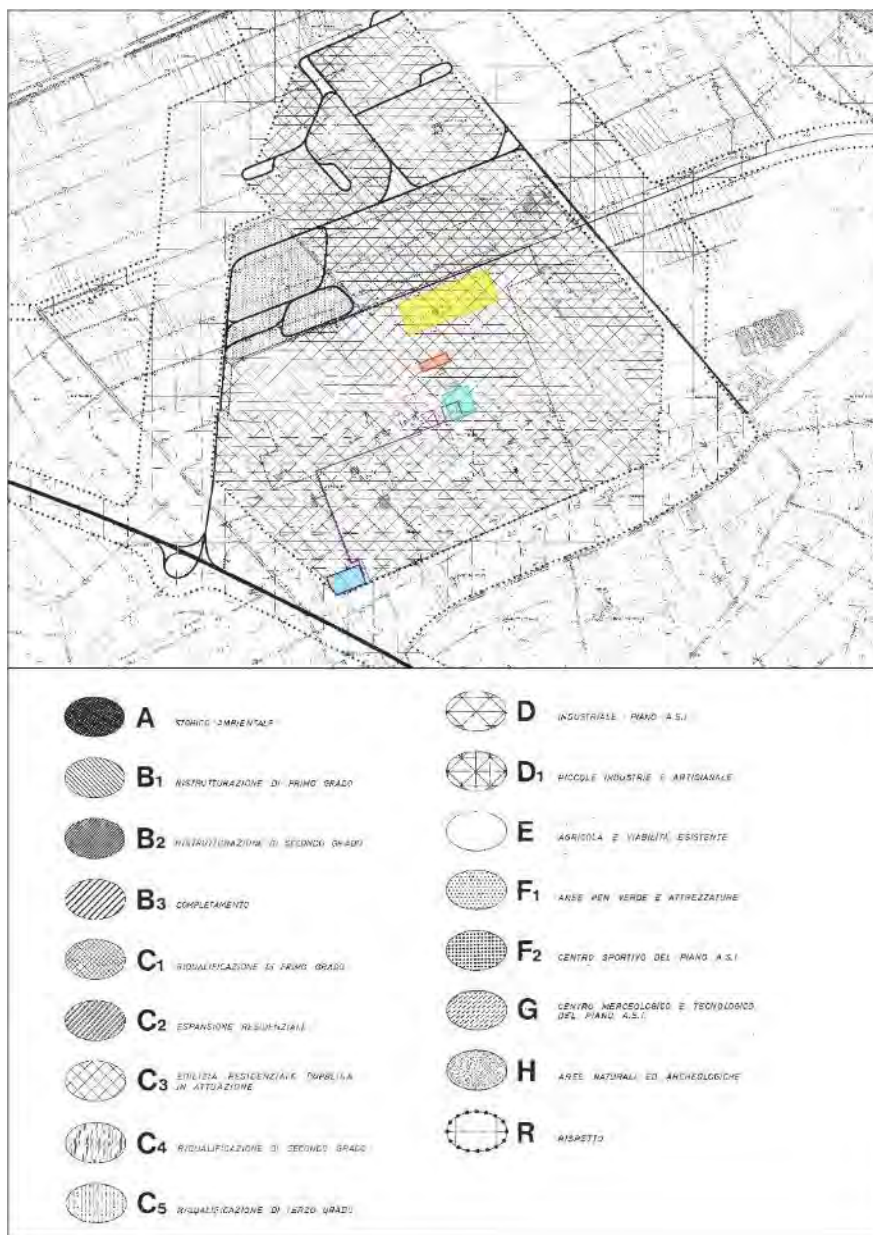 A STORICO AMBIENTALE
B1 RISTRUTTURAZIONE DI PRIMO GRADO
B2 RISTRUTTURAZIONE DI SECONDO GRADO
B3 COMPLETAMENTO
C1 RIQUALIFICAZIONE DI PRIMO GRADO
C2 ESPANSIONE RESIDENZIALE
C3 EDILIZIA RESIDENZIALE PUBBLICA
IN ATTUAZIONE
C4 RIQUALIFICAZIONE DI SECONDO GRADO
C5 RIQUALIFICAZIONE DI TERZO GRADO
D INDUSTRIALE - PIANO A.S.I.
D1 PICCOLE INDUSTRIE E ARTIGIANALE
E AGRICOLA E VIABILITÀ ESISTENTE
F1 AREE PER VERDE E ATTREZZATURE
F2 CENTRO SPORTIVO DEL PIANO A.S.I.
G CENTRO MERCEOLOGICO E TECNOLOGICO
DEL PIANO A.S.I.
H AREE NATURALI ED ARCHEOLOGICHE
R RISPETTO